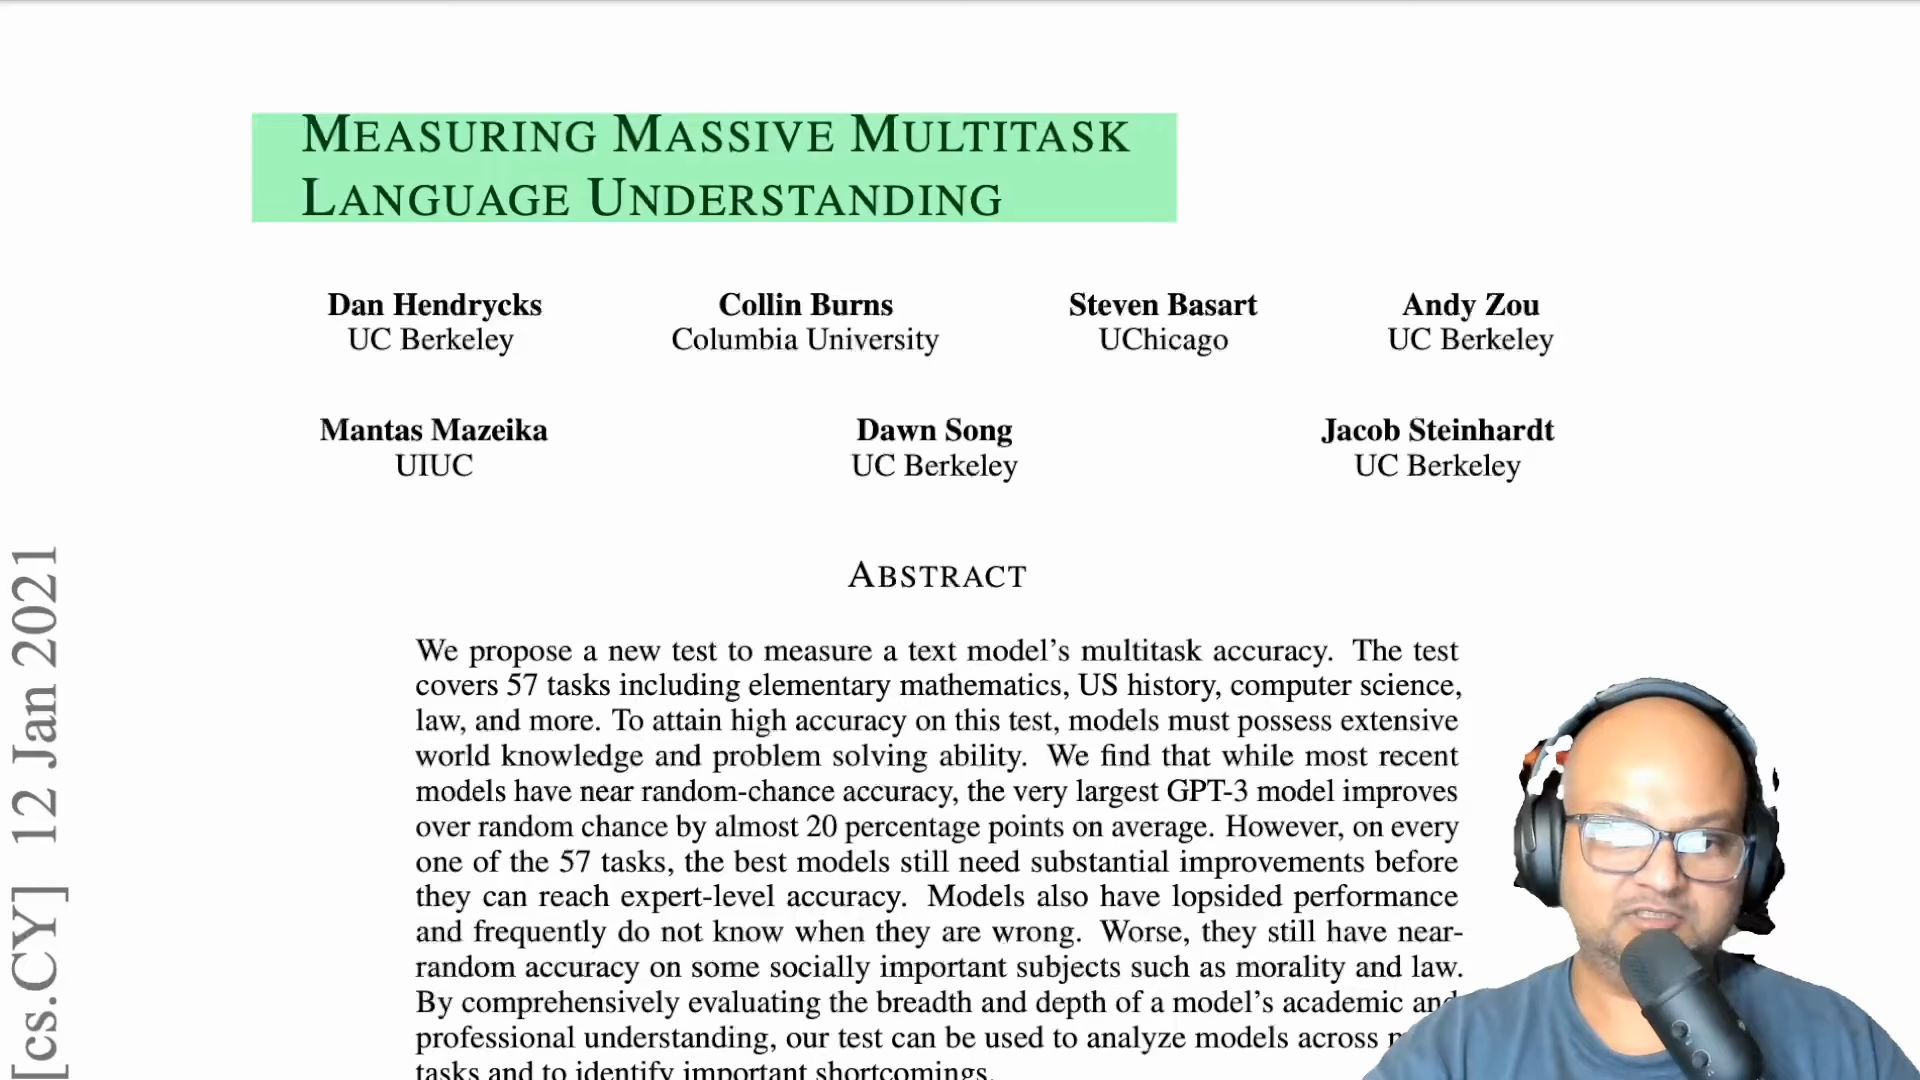 MEASURING MASSIVE MULTITASK
LANGUAGE UNDERSTANDING
Dan Hendrycks
UC Berkeley
Collin Burns
Columbia University
Steven Basart
UChicago
Andy Zou
UC Berkeley
Mantas Mazeika
UIUC
Dawn Song
UC Berkeley
Jacob Steinhardt
UC Berkeley
ABSTRACT
We propose a new test to measure a text model's multitask accuracy. The test
covers 57 tasks including elementary mathematics, US history, computer science,
law, and more. To attain high accuracy on this test, models must possess extensive
world knowledge and problem solving ability. We find that while most recent
models have near random-chance accuracy, the very largest GPT-3 model improves
over random chance by almost 20 percentage points on average. However, on every
one of the 57 tasks, the best models still need substantial improvements before
they can reach expert-level accuracy. Models also have lopsided performance
and frequently do not know when they are wrong. Worse, they still have near-
random accuracy on some socially important subjects such as morality and law.
By comprehensively evaluating the breadth and depth of a model's academic and
professional understanding, our test can be used to analyze models across
tasks and to identify important shortcomings.
[cs.CY] 12 Jan 2021